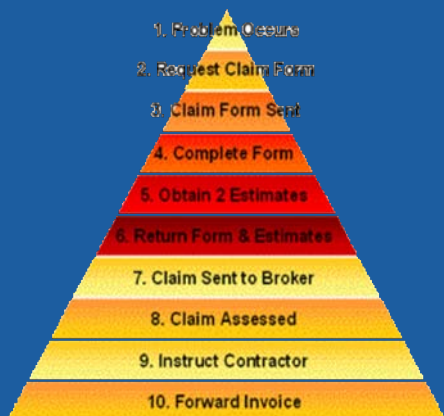 1. Problem Occurs
2. Request Claim Form
3. Claim Form Sent
4. Complete Form
5. Obtain 2 Estimates
6. Return Form & Estimates
7. Claim Sent to Broker
8. Claim Assessed
9. Instruct Contractor
10. Forward Invoice